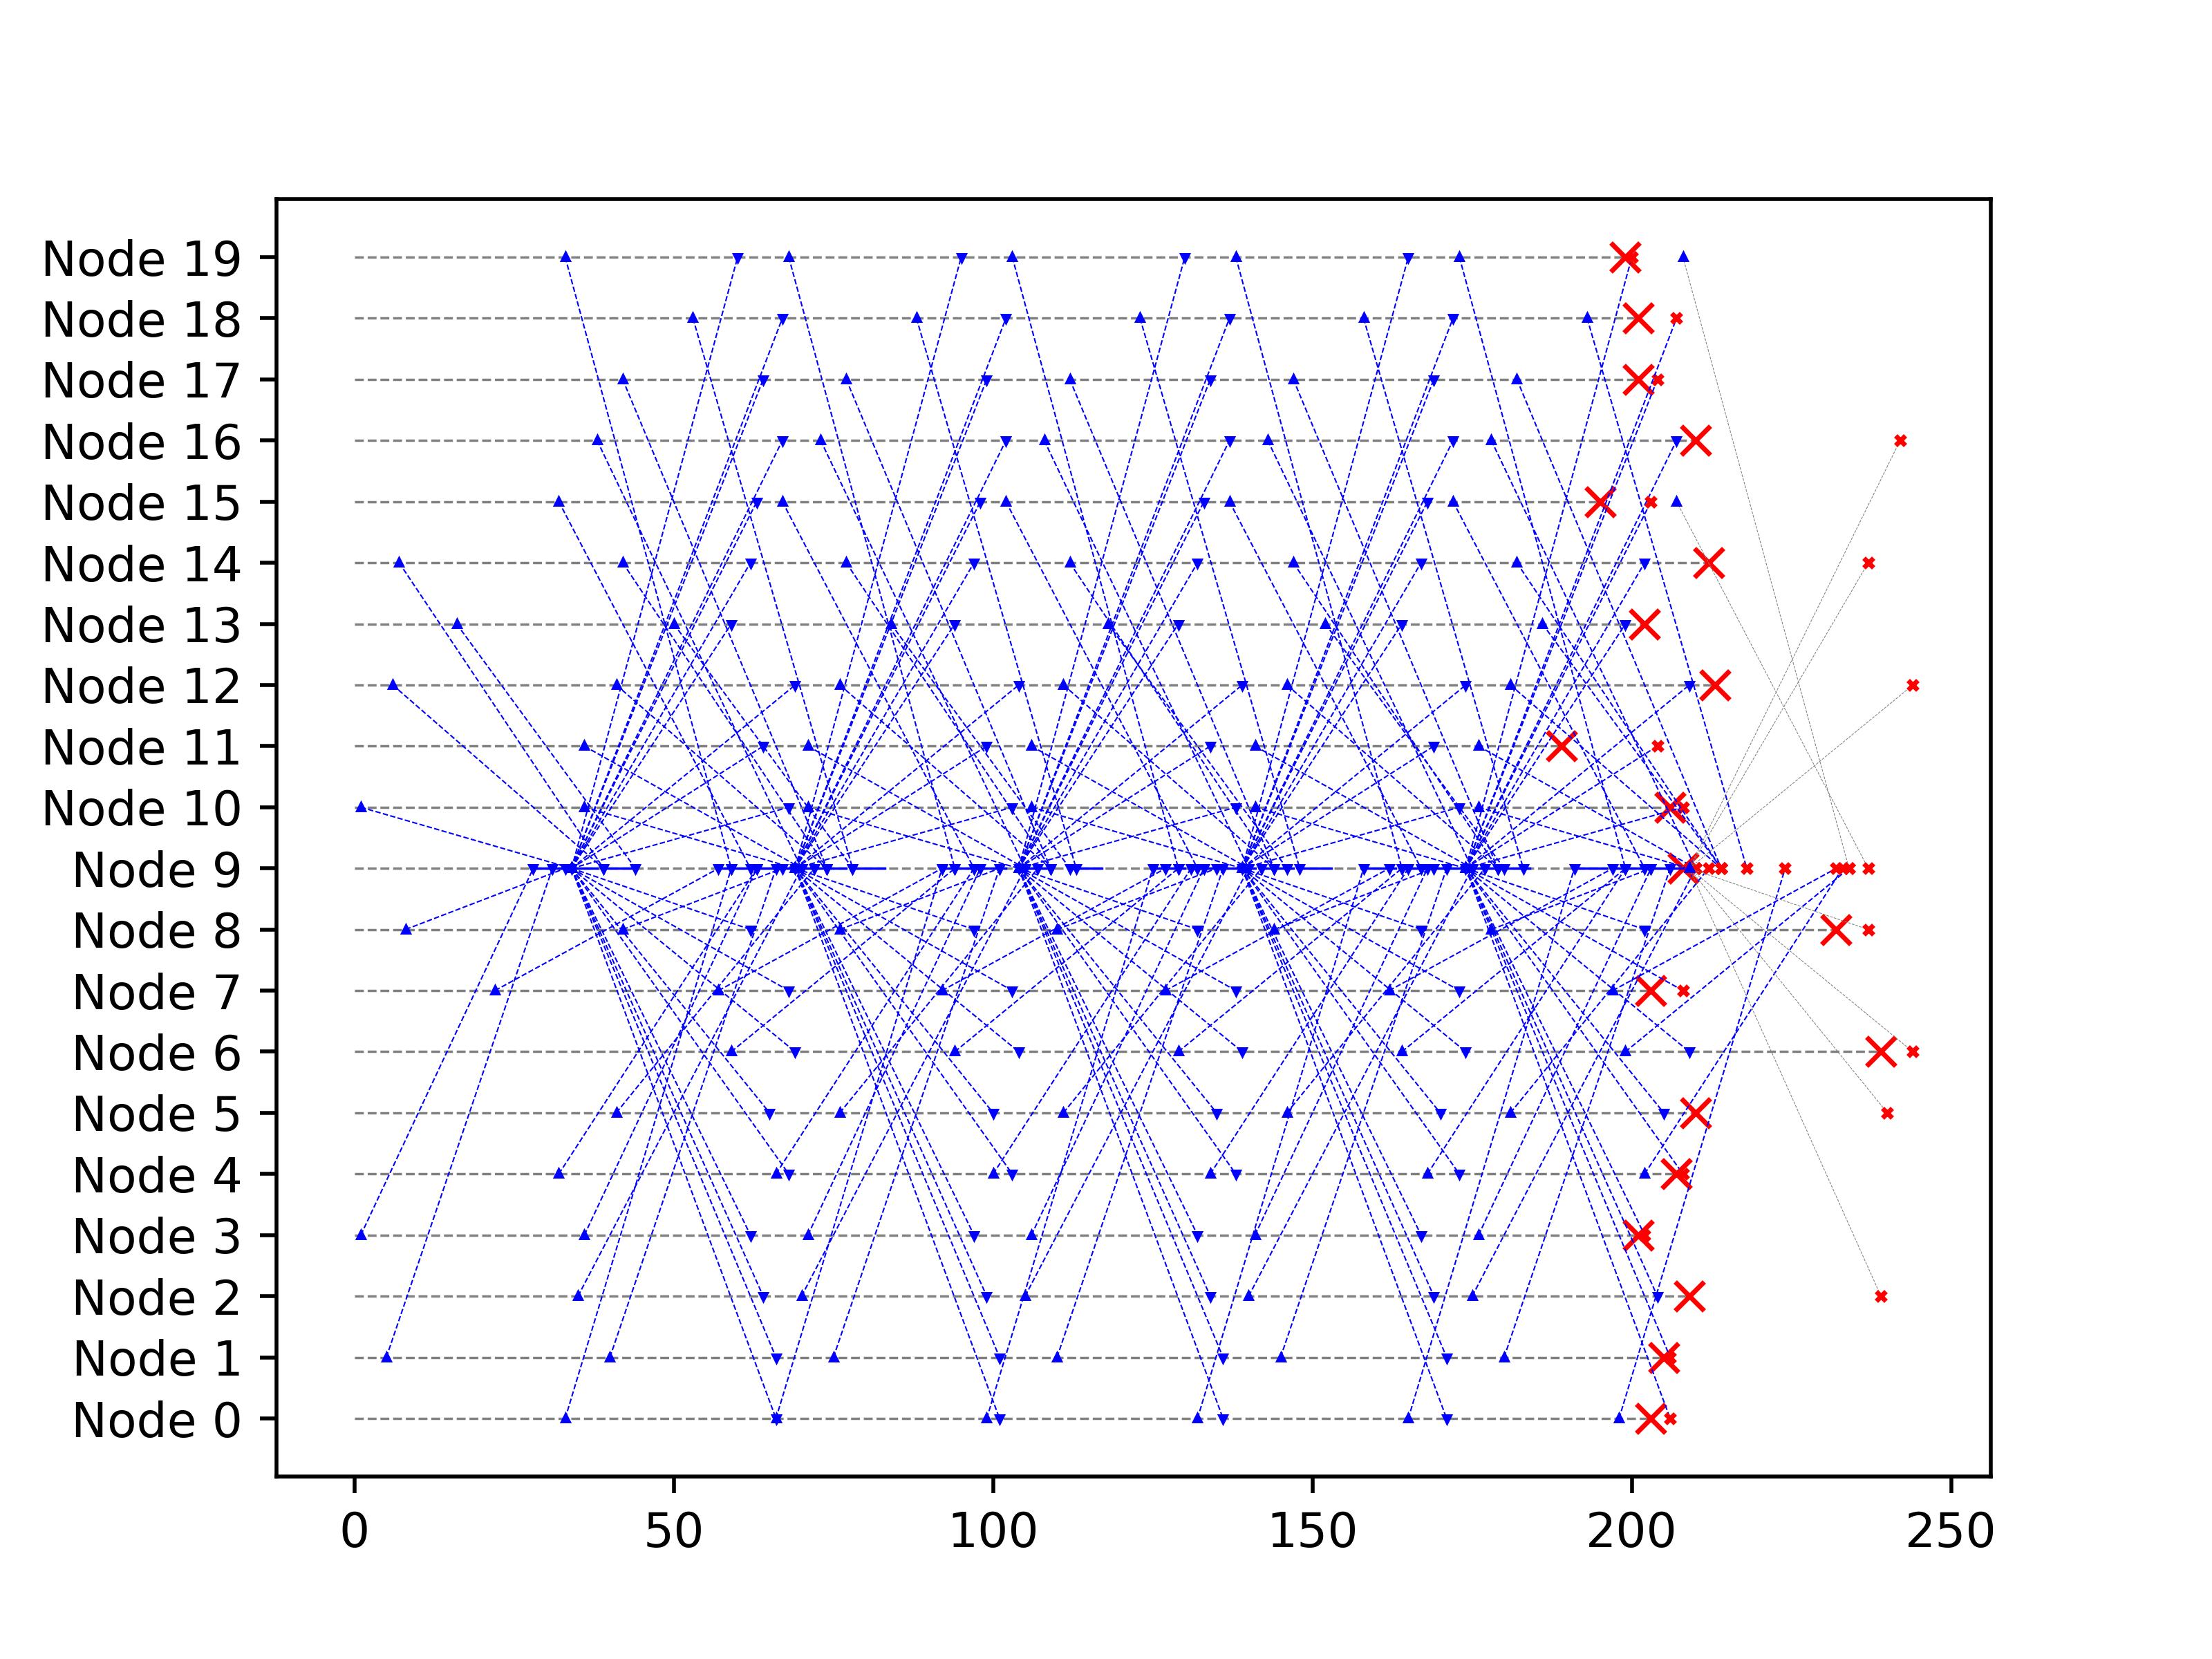 Node 19
Node 18
Node 17
Node 16
Node 15
Node 14
Node 13
Node 12
Node 11
Node 10
Node 9
Node 8
Node 7
Node 6
Node 5
Node 4
Node 3
Node 2
Node 1
Node 0
0 50 100 150 200 250